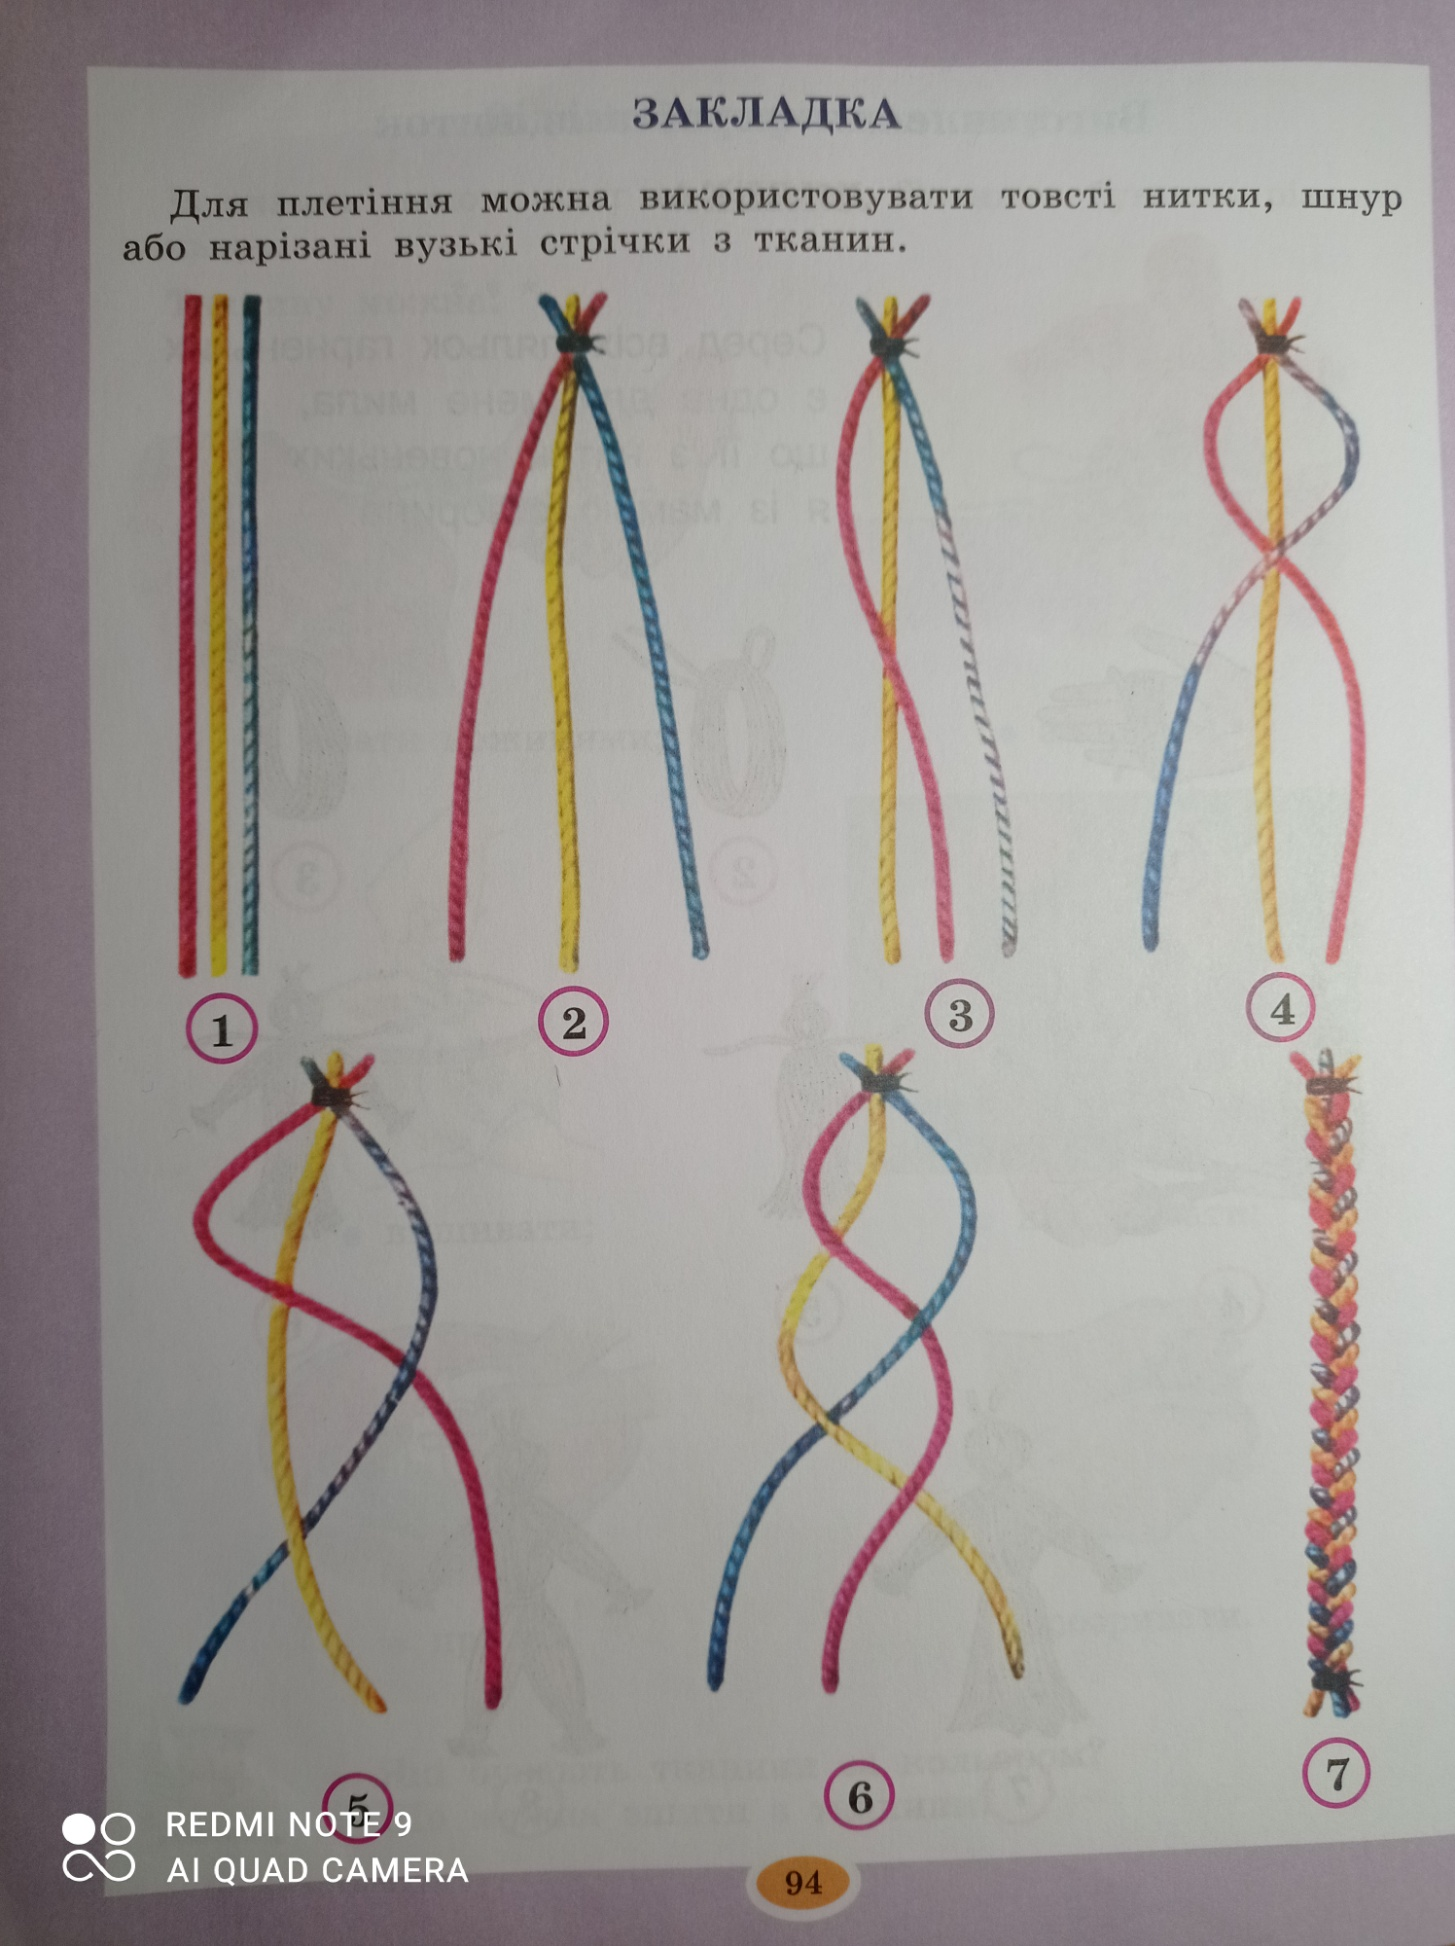 ЗАКЛАДКА
Для плетіння можна використовувати товсті нитки, шнур
або нарізані вузькі стрічки з тканин.
1
2
3
4
5
6
7
REDMI NOTE 9
AI QUAD CAMERA
94